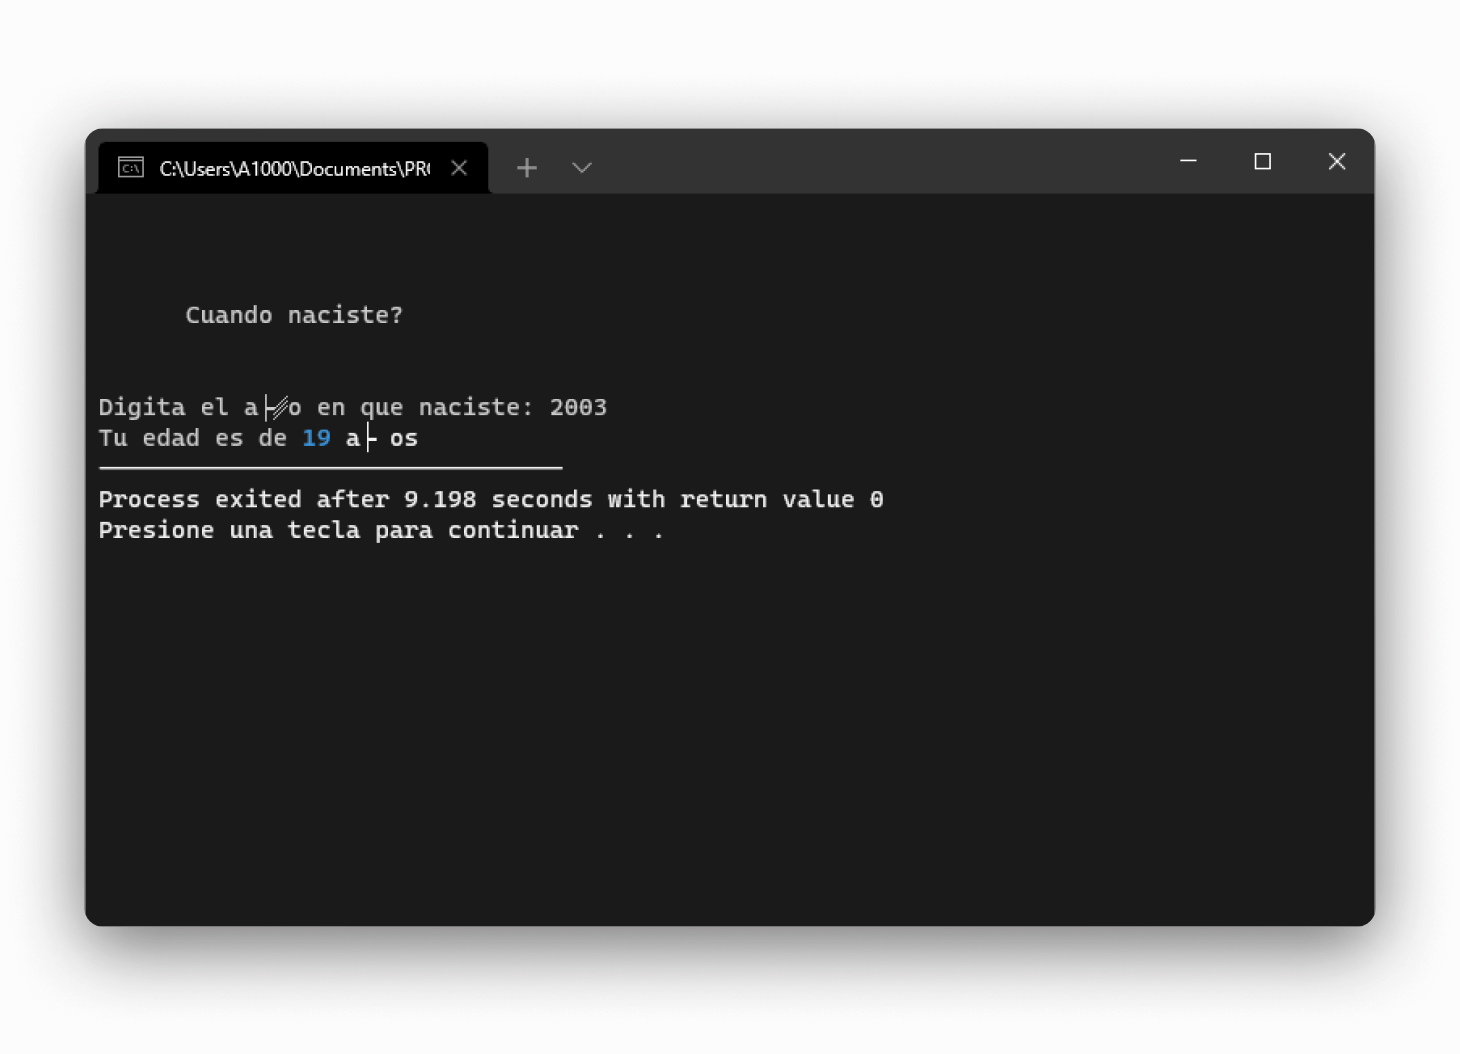 C:\Users\A1000\Documents\PR
Cuando naciste?
Digita el a├▒o en que naciste: 2003
Tu edad es de 19 a├ os
Process exited after 9.198 seconds with return value 0
Presione una tecla para continuar . . .